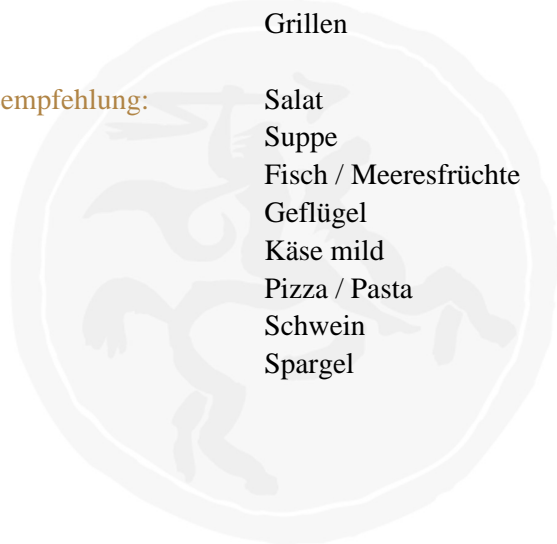 Grillen
empfehlung: Salat
Suppe
Fisch / Meeresfrüchte
Geflügel
Käse mild
Pizza / Pasta
Schwein
Spargel